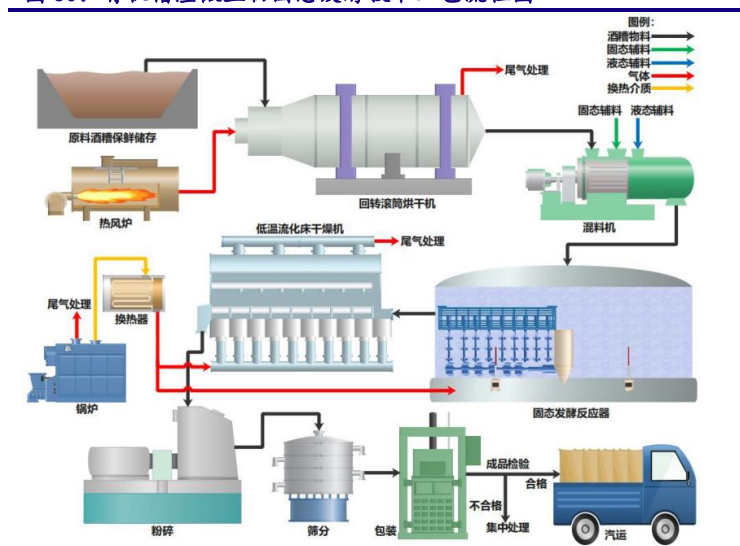 图例：
酒糟物料
固态辅料
液态辅料
气体
换热介质
尾气处理
固态辅料 液态辅料
原料酒糟保鲜储存
热风炉
回转滚筒烘干机
混料机
低温流化床干燥机
尾气处理
尾气处理
换热器
锅炉
固态发酵反应器
粉碎
筛分
包装
成品检验
合格
不合格
集中处理
汽运